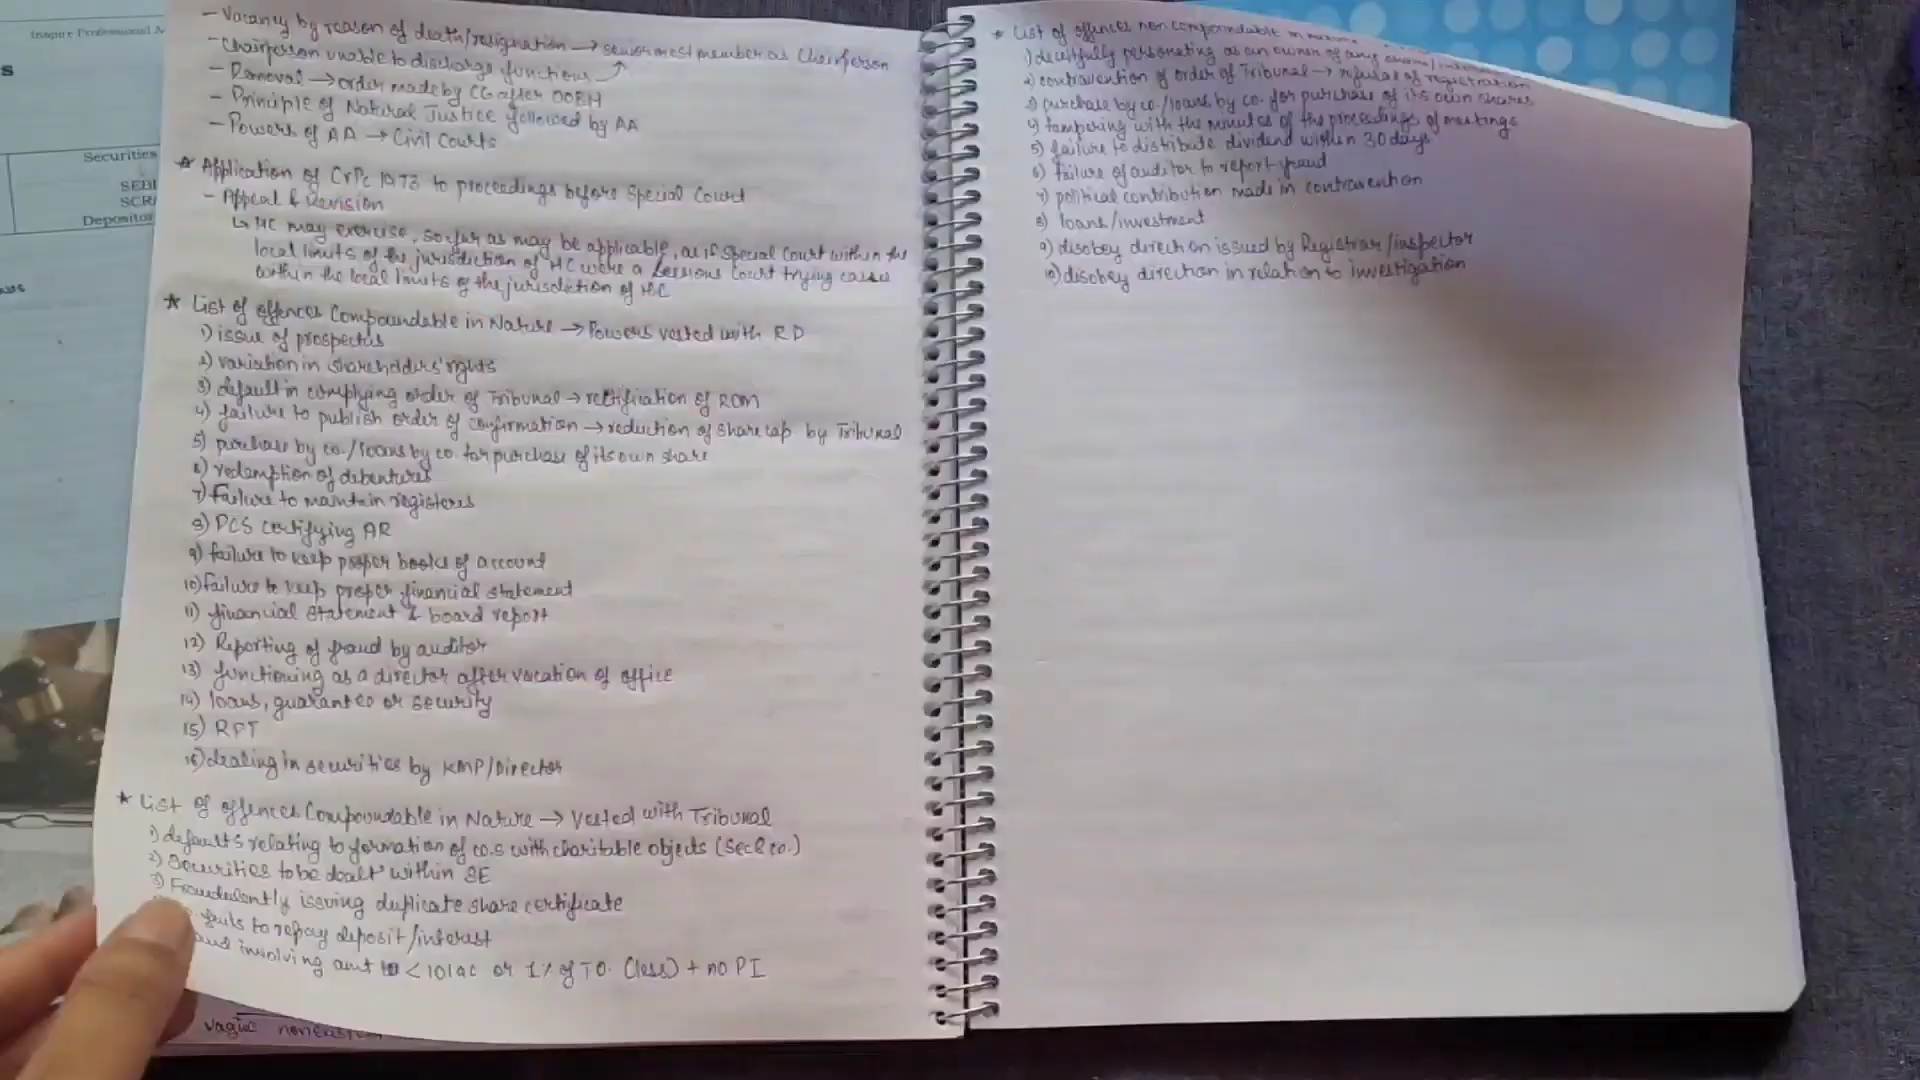 Inspire Professional
s
Securities
SEBI
SCRA
Depositor
- Vacancy by reason of death/resignation → seniormost member as Chairperson
- Chairperson unable to discharge functions
- Removal → order made by CG after OOBH
- Principle of Natural Justice followed by AA
- Powers of AA → Civil Courts
* Application of CrPc 1973 to proceedings before Special Court
- Appeal & Revision
↳ HC may exercise, so far as may be applicable, as if Special Court within the
local limits of the jurisdiction of HC were a Sessions Court trying cases
within the local limits of the jurisdiction of HC
* List of offences Compoundable in Nature → Powers vested with RD
1) issue of prospectus
2) variation in shareholders' rights
3) default in complying order of Tribunal → rectification of ROM
4) failure to publish order of confirmation → reduction of share cap by Tribunal
5) purchase by co./loans by co. for purchase of its own share
6) redemption of debentures
7) failure to maintain registeres
8) PCS certifying AR
9) failure to keep proper books of account
10) failure to keep proper financial statement
11) financial statement & board report
12) Reporting of fraud by auditor
13) functioning as a director after vacation of office
14) loans, guarantee or security
15) RPT
16) dealing in securities by KMP/Director
* List of offences Compoundable in Nature → Vested with Tribunal
1) defaults relating to formation of co.s with charitable objects (Sec 8 co.)
2) Securities to be dealt within SE
3) Fraudulently issuing duplicate share certificate
fails to repay deposit/interest
involving amt < 10lac or 1% of TO. (less) + no PI
vague
* List of offences non compoundable in
1) deceitfully personating as an owner of any
2) contravention of order of Tribunal → refusal of registration
3) purchase by co./loans by co. for purchase of its own shares
4) tampering with the minutes of the proceedings of meetings
5) failure to distribute dividend within 30 days
6) failure of auditor to report fraud
7) political contribution made in contravention
8) loans/investment
9) disobey direction issued by Registrar/inspector
10) disobey direction in relation to investigation